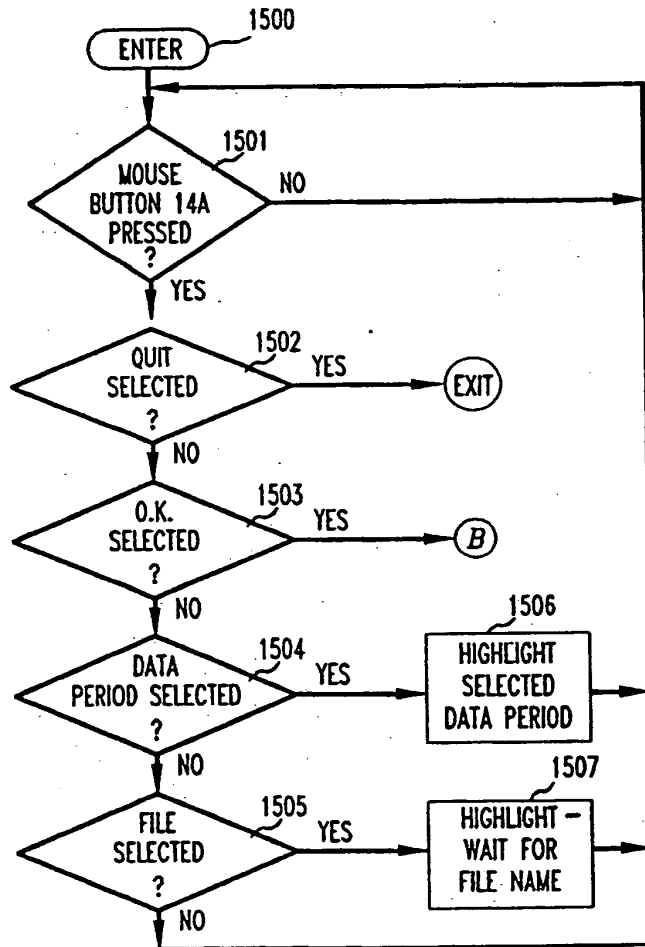 1500
ENTER
1501
MOUSE
BUTTON 14A
PRESSED
?
NO
YES
1502
QUIT
SELECTED
?
YES
EXIT
NO
1503
O.K.
SELECTED
?
YES
B
NO
1504
DATA
PERIOD SELECTED
?
YES
1506
HIGHLIGHT
SELECTED
DATA PERIOD
NO
1505
FILE
SELECTED
?
YES
1507
HIGHLIGHT –
WAIT FOR
FILE NAME
NO